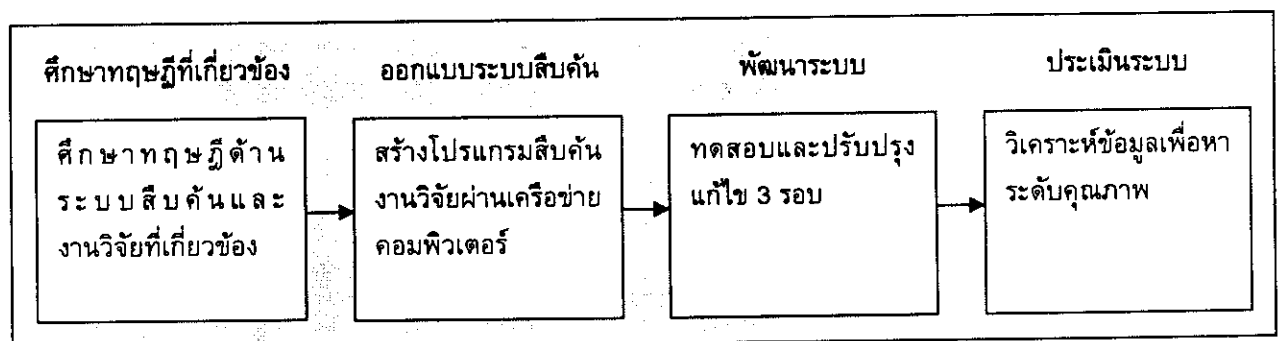 ศึกษาทฤษฎีที่เกี่ยวข้อง
ศึกษาทฤษฎีด้าน
ระบบสืบค้นและ
งานวิจัยที่เกี่ยวข้อง
ออกแบบระบบสืบค้น
สร้างโปรแกรมสืบค้น
งานวิจัยผ่านเครือข่าย
คอมพิวเตอร์
พัฒนาระบบ
ทดสอบและปรับปรุง
แก้ไข 3 รอบ
ประเมินระบบ
วิเคราะห์ข้อมูลเพื่อหา
ระดับคุณภาพ